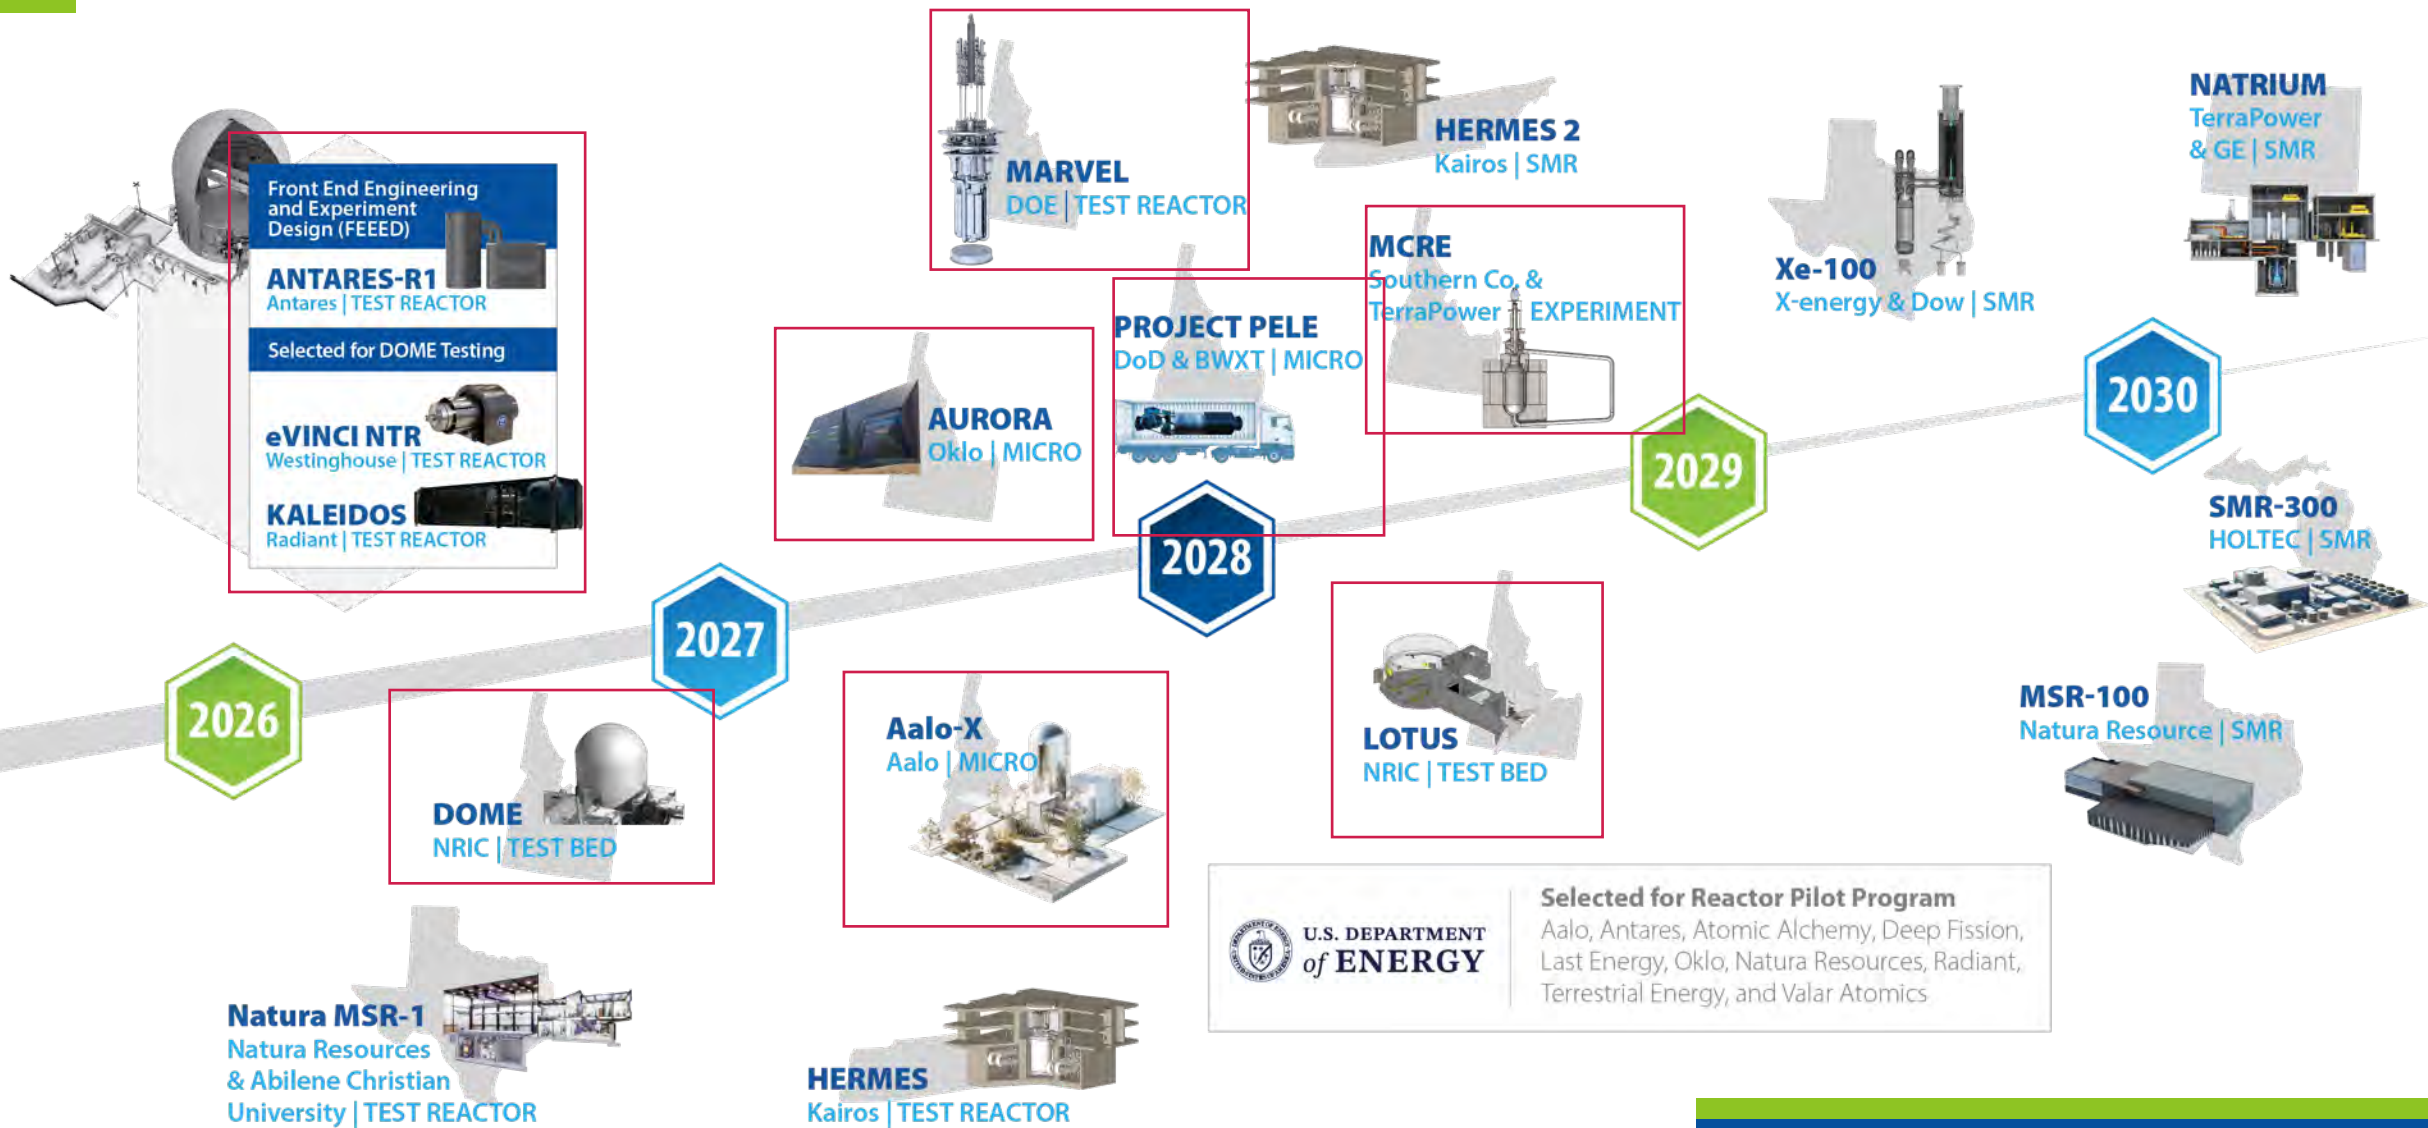 Front End Engineering
and Experiment
Design (FEEED)
ANTARES-R1
Antares | TEST REACTOR
Selected for DOME Testing
eVINCI NTR
Westinghouse | TEST REACTOR
KALEIDOS
Radiant | TEST REACTOR
MARVEL
DOE | TEST REACTOR
HERMES 2
Kairos | SMR
MCRE
Southern Co. &
TerraPower | EXPERIMENT
PROJECT PELE
DoD & BWXT | MICRO
AURORA
Oklo | MICRO
Xe-100
X-energy & Dow | SMR
NATRIUM
TerraPower
& GE | SMR
2026
2027
2028
2029
2030
SMR-300
HOLTEC | SMR
MSR-100
Natura Resource | SMR
DOME
NRIC | TEST BED
Aalo-X
Aalo | MICRO
LOTUS
NRIC | TEST BED
Natura MSR-1
Natura Resources
& Abilene Christian
University | TEST REACTOR
HERMES
Kairos | TEST REACTOR
U.S. DEPARTMENT
of ENERGY
Selected for Reactor Pilot Program
Aalo, Antares, Atomic Alchemy, Deep Fission,
Last Energy, Oklo, Natura Resources, Radiant,
Terrestrial Energy, and Valar Atomics